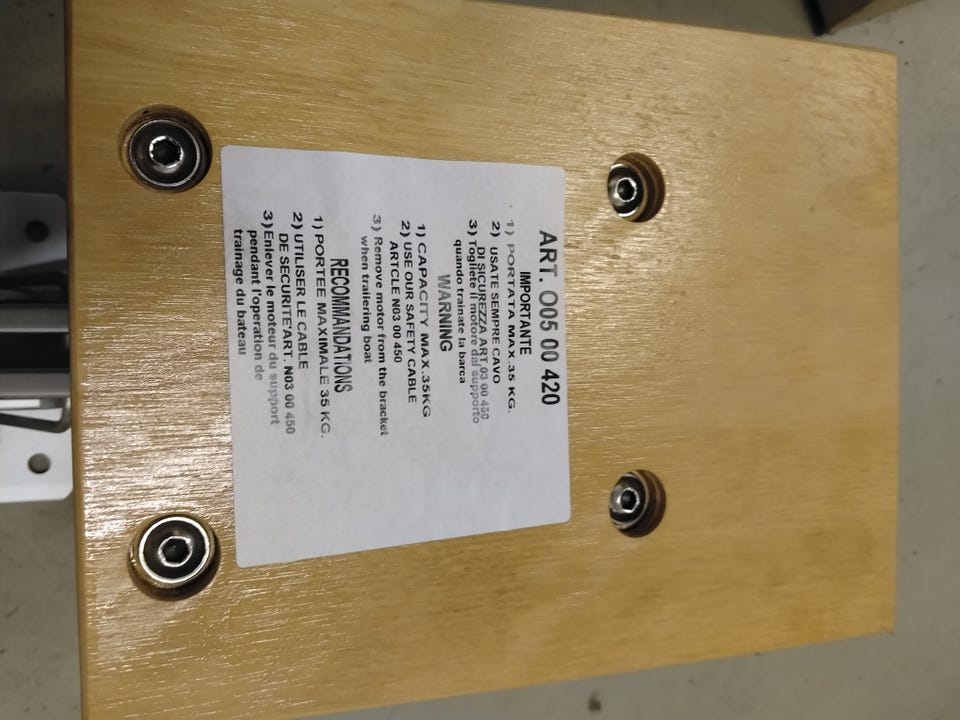 ART. O05 00 420
IMPORTANTE
1) PORTATA MAX.35 KG.
2) USATE SEMPRE CAVO
DI SICUREZZA ART.03 00 450
3) Togliete il motore dal supporto
quando trainate la barca
WARNING
1) CAPACITY MAX.35KG
2) USE OUR SAFETY CABLE
ARTCLE N03 00 450
3) Remove motor from the bracket
when trailering boat
RECOMMANDATIONS
1) PORTEE MAXIMALE 35 KG.
2) UTILISER LE CABLE
DE SECURITE'ART. N03 00 450
3) Enlever le moteur du support
pendant l'operation de
trainage du bateau